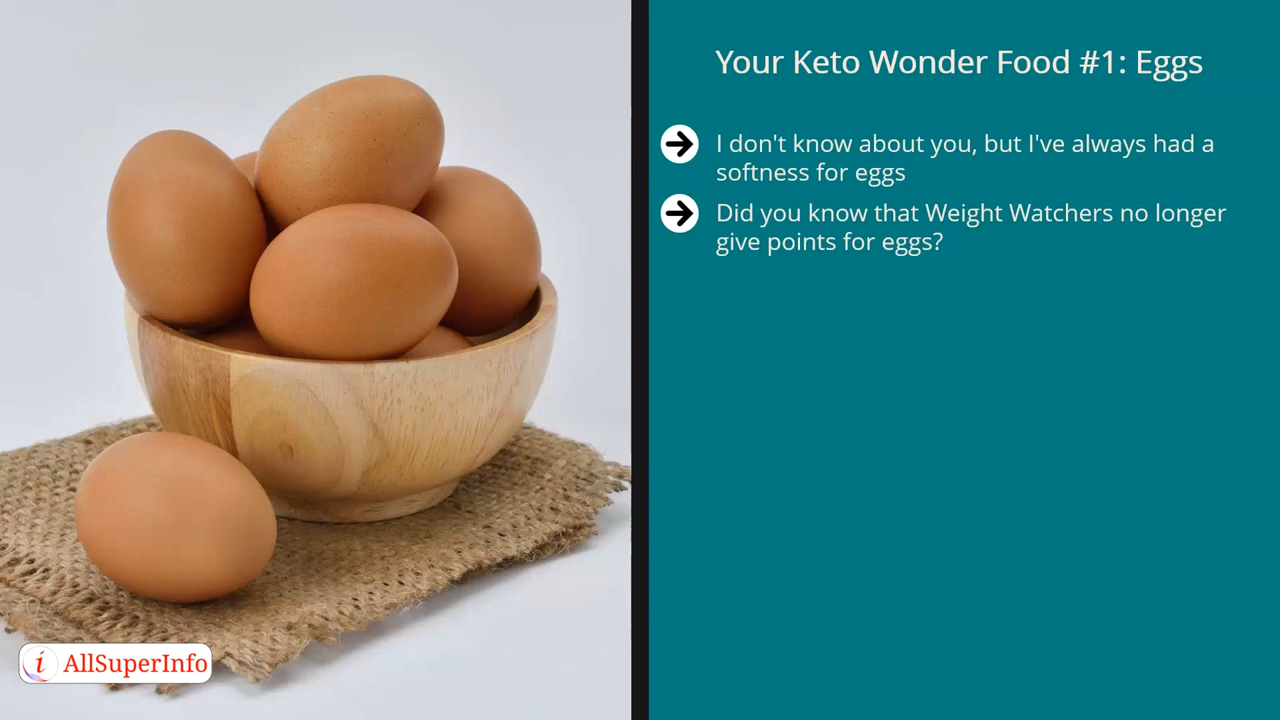 Your Keto Wonder Food #1: Eggs
I don't know about you, but I've always had a
softness for eggs
Did you know that Weight Watchers no longer
give points for eggs?
i AllSuperInfo